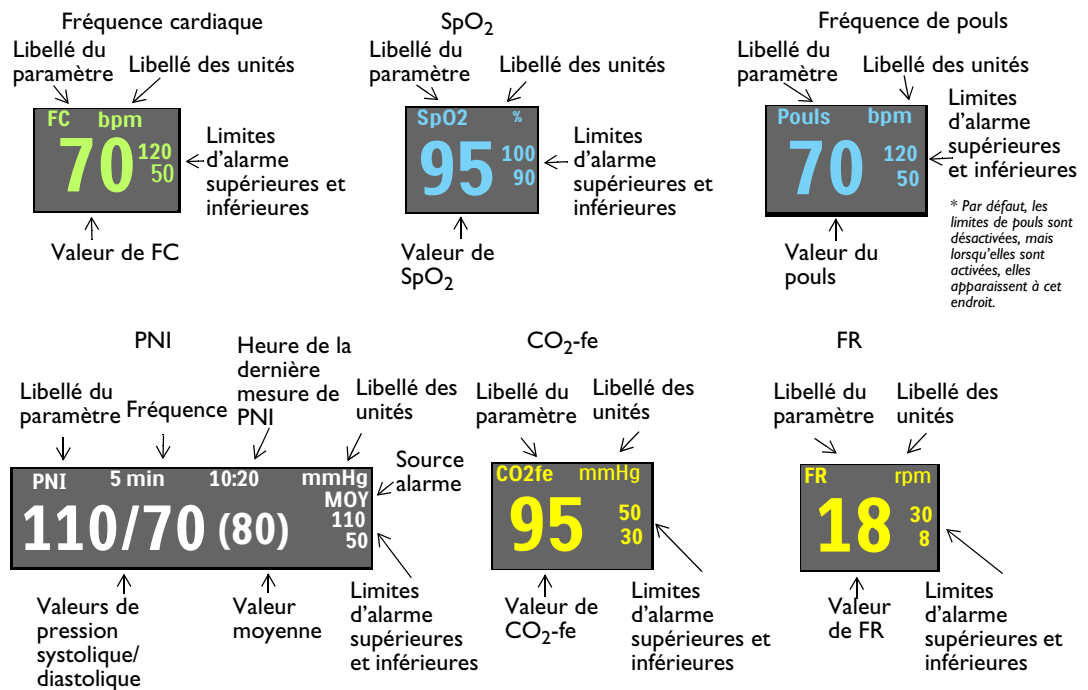 Fréquence cardiaque
Libellé du
paramètre
Libellé des unités
FC bpm
70
120
50
Limites
d'alarme
supérieures et
inférieures
Valeur de FC
SpO₂
Libellé du
paramètre
Libellé des unités
SpO2 %
95
100
90
Limites
d'alarme
supérieures et
inférieures
Valeur de
SpO₂
Fréquence de pouls
Libellé du
paramètre
Libellé des unités
Pouls bpm
70
120
50
Limites
d'alarme
supérieures
et inférieures
Valeur du
pouls
* Par défaut, les
limites de pouls sont
désactivées, mais
lorsqu'elles sont
activées, elles
apparaissent à cet
endroit.
PNI
Libellé du
paramètre
Fréquence
Heure de la
dernière
mesure de
PNI
Libellé des
unités
Source
alarme
PNI 5 min 10:20 mmHg
MOY
110/70 (80)
110
50
Valeurs de
pression
systolique/
diastolique
Valeur
moyenne
Limites
d'alarme
supérieures
et inférieures
CO₂-fe
Libellé du
paramètre
Libellé des
unités
CO2fe mmHg
95
50
30
Valeur de
CO₂-fe
Limites
d'alarme
supérieures et
inférieures
FR
Libellé du
paramètre
Libellé des
unités
FR rpm
18
30
8
Valeur
de FR
Limites
d'alarme
supérieures et
inférieures